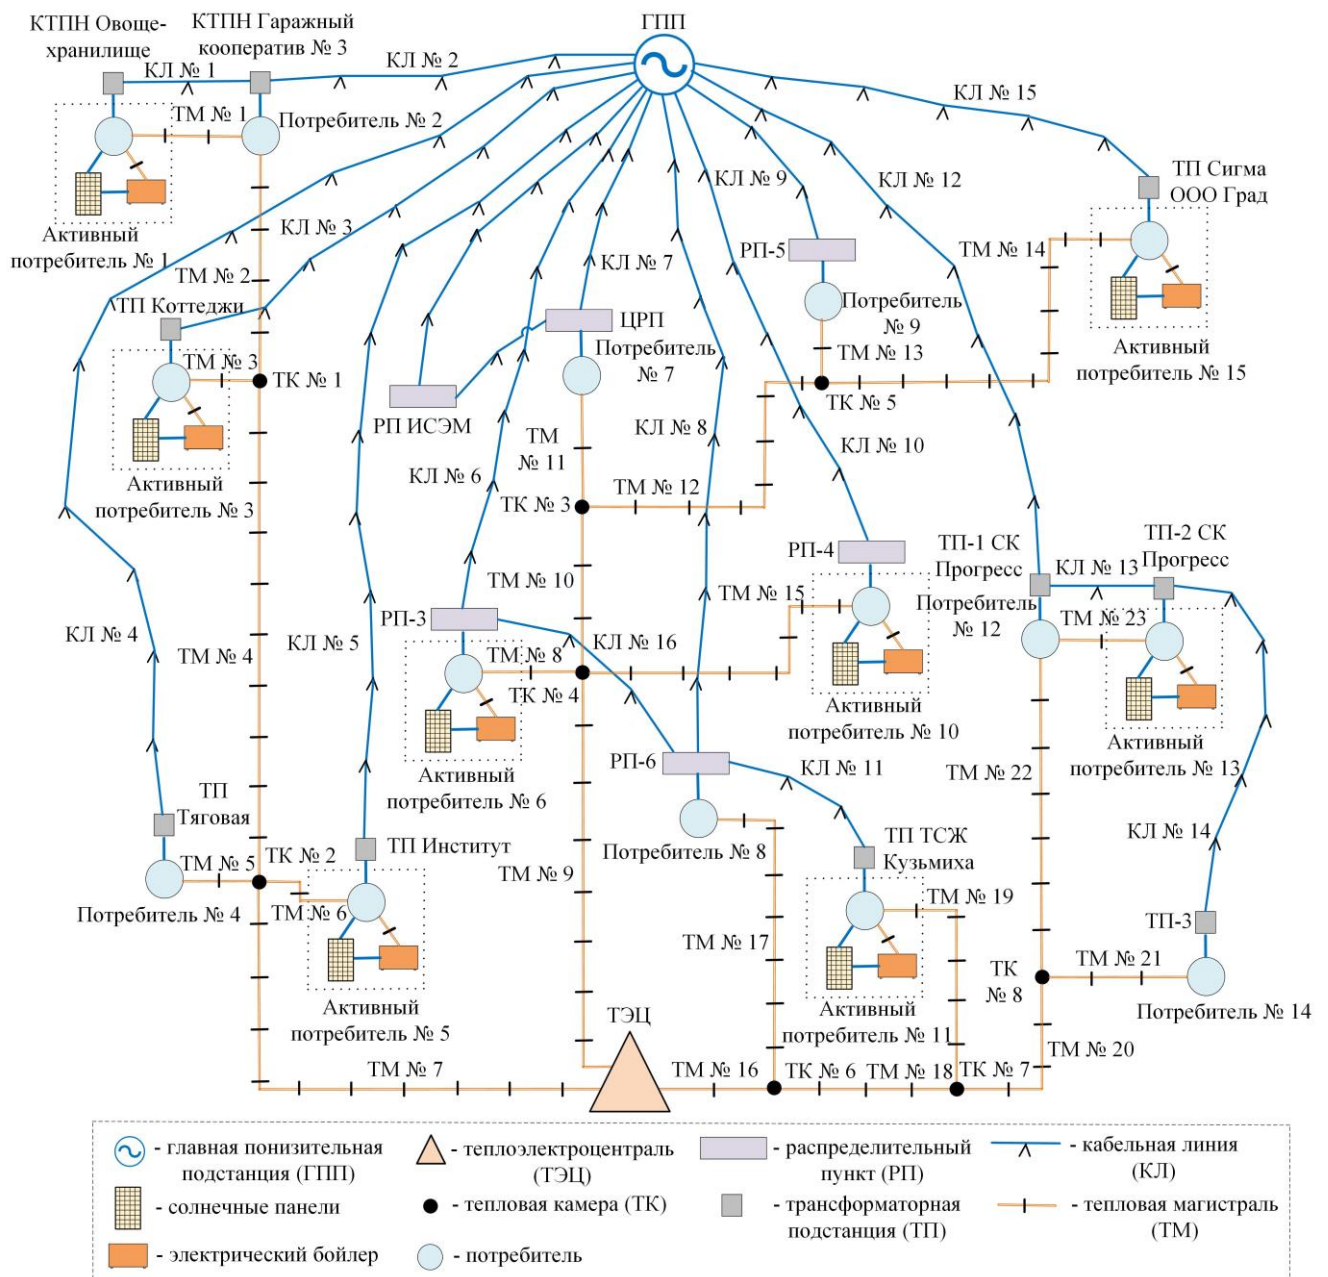 КТПН Овоще-
хранилище
КТПН Гаражный
кооператив № 3
ГПП
КЛ № 1
КЛ № 2
КЛ № 15
ТМ № 1
Потребитель № 2
Активный
потребитель № 1
КЛ № 3
ТМ № 2
КЛ № 9
КЛ № 12
ТП Сигма
ООО Град
РП-5
ТМ № 14
КЛ № 7
ТП Коттеджи
ЦРП
Потребитель
№ 7
Потребитель
№ 9
ТМ № 13
Активный
потребитель № 15
ТМ № 3
ТК № 1
ТК № 5
РП ИСЭМ
КЛ № 8
ТМ
№ 11
КЛ № 10
КЛ № 6
Активный
потребитель № 3
ТМ № 12
ТК № 3
РП-4
ТП-1 СК
Прогресс
ТП-2 СК
Прогресс
КЛ № 13
ТМ № 10
ТМ № 15
Потребитель
№ 12
ТМ № 23
РП-3
КЛ № 4
ТМ № 4
КЛ № 5
КЛ № 16
ТМ № 8
ТК № 4
Активный
потребитель № 10
Активный
потребитель № 13
Активный
потребитель № 6
РП-6
КЛ № 11
ТМ № 22
ТП
Тяговая
ТП Институт
КЛ № 14
ТП ТСЖ
Кузьмиха
Потребитель № 8
ТМ № 5
ТК № 2
ТМ № 9
ТМ № 19
Потребитель № 4
ТМ № 6
ТП-3
ТМ № 17
ТМ № 21
ТК
№ 8
Активный
потребитель № 5
Активный
потребитель № 11
Потребитель № 14
ТЭЦ
ТМ № 20
ТМ № 7
ТМ № 16
ТК № 6
ТМ № 18
ТК № 7
- главная понизительная
подстанция (ГПП)
- теплоэлектроцентраль
(ТЭЦ)
- распределительный
пункт (РП)
- кабельная линия
(КЛ)
- солнечные панели
- тепловая камера (ТК)
- трансформаторная
подстанция (ТП)
- тепловая магистраль
(ТМ)
- электрический бойлер
- потребитель